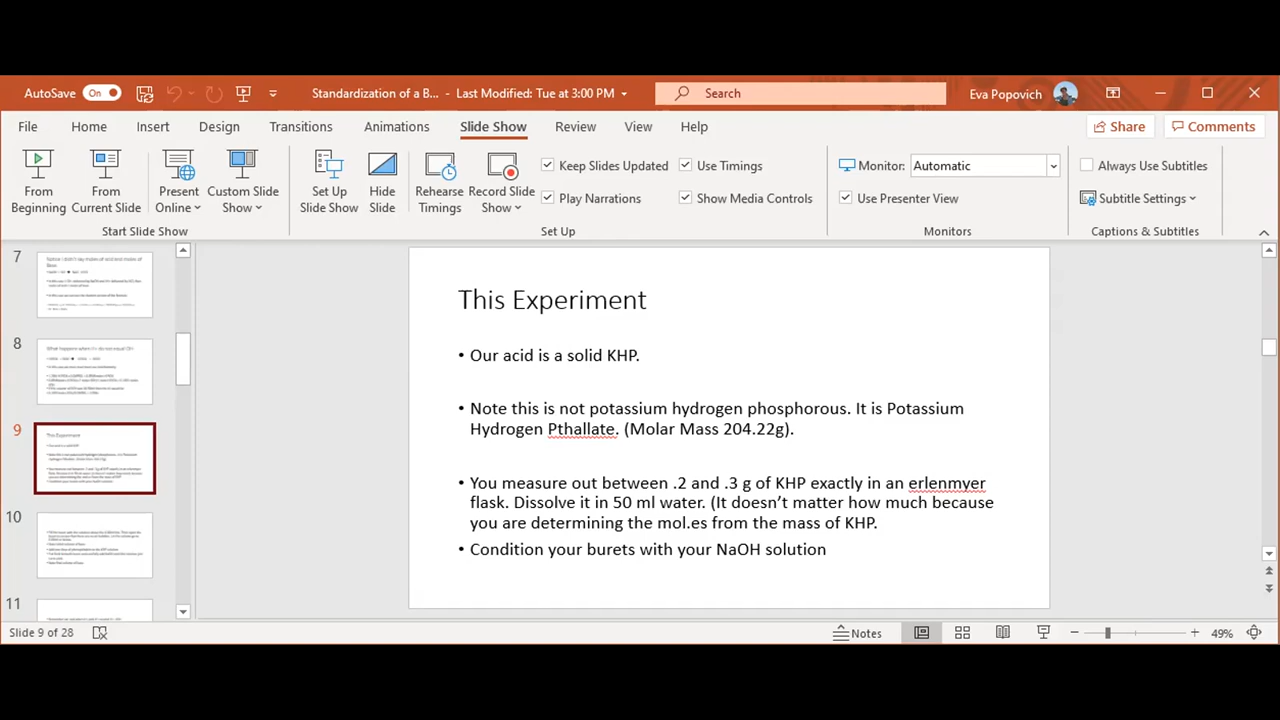 AutoSave On Standardization of a B... - Last Modified: Tue at 3:00 PM Search Eva Popovich
File Home Insert Design Transitions Animations Slide Show Review View Help Share Comments
From Beginning
From Current Slide
Present Online
Custom Slide Show
Set Up Slide Show
Hide Slide
Rehearse Timings
Record Slide Show
Keep Slides Updated
Use Timings
Play Narrations
Show Media Controls
Monitor: Automatic
Use Presenter View
Always Use Subtitles
Subtitle Settings
Start Slide Show
Set Up
Monitors
Captions & Subtitles
7
8
9
10
11
This Experiment
• Our acid is a solid KHP.
• Note this is not potassium hydrogen phosphorous. It is Potassium
Hydrogen Pthallate. (Molar Mass 204.22g).
• You measure out between .2 and .3 g of KHP exactly in an erlenmyer
flask. Dissolve it in 50 ml water. (It doesn't matter how much because
you are determining the mol.es from the mass of KHP.
• Condition your burets with your NaOH solution
Slide 9 of 28
Notes
49%